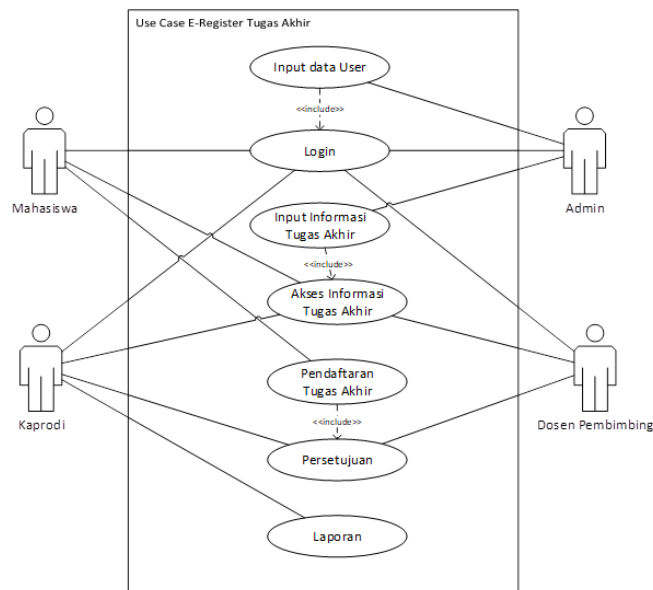 Use Case E-Register Tugas Akhir
Input data User
<<include>>
Login
Mahasiswa
Admin
Input Informasi
Tugas Akhir
<<include>>
Akses Informasi
Tugas Akhir
Kaprodi
Pendaftaran
Tugas Akhir
Dosen Pembimbing
<<include>>
Persetujuan
Laporan